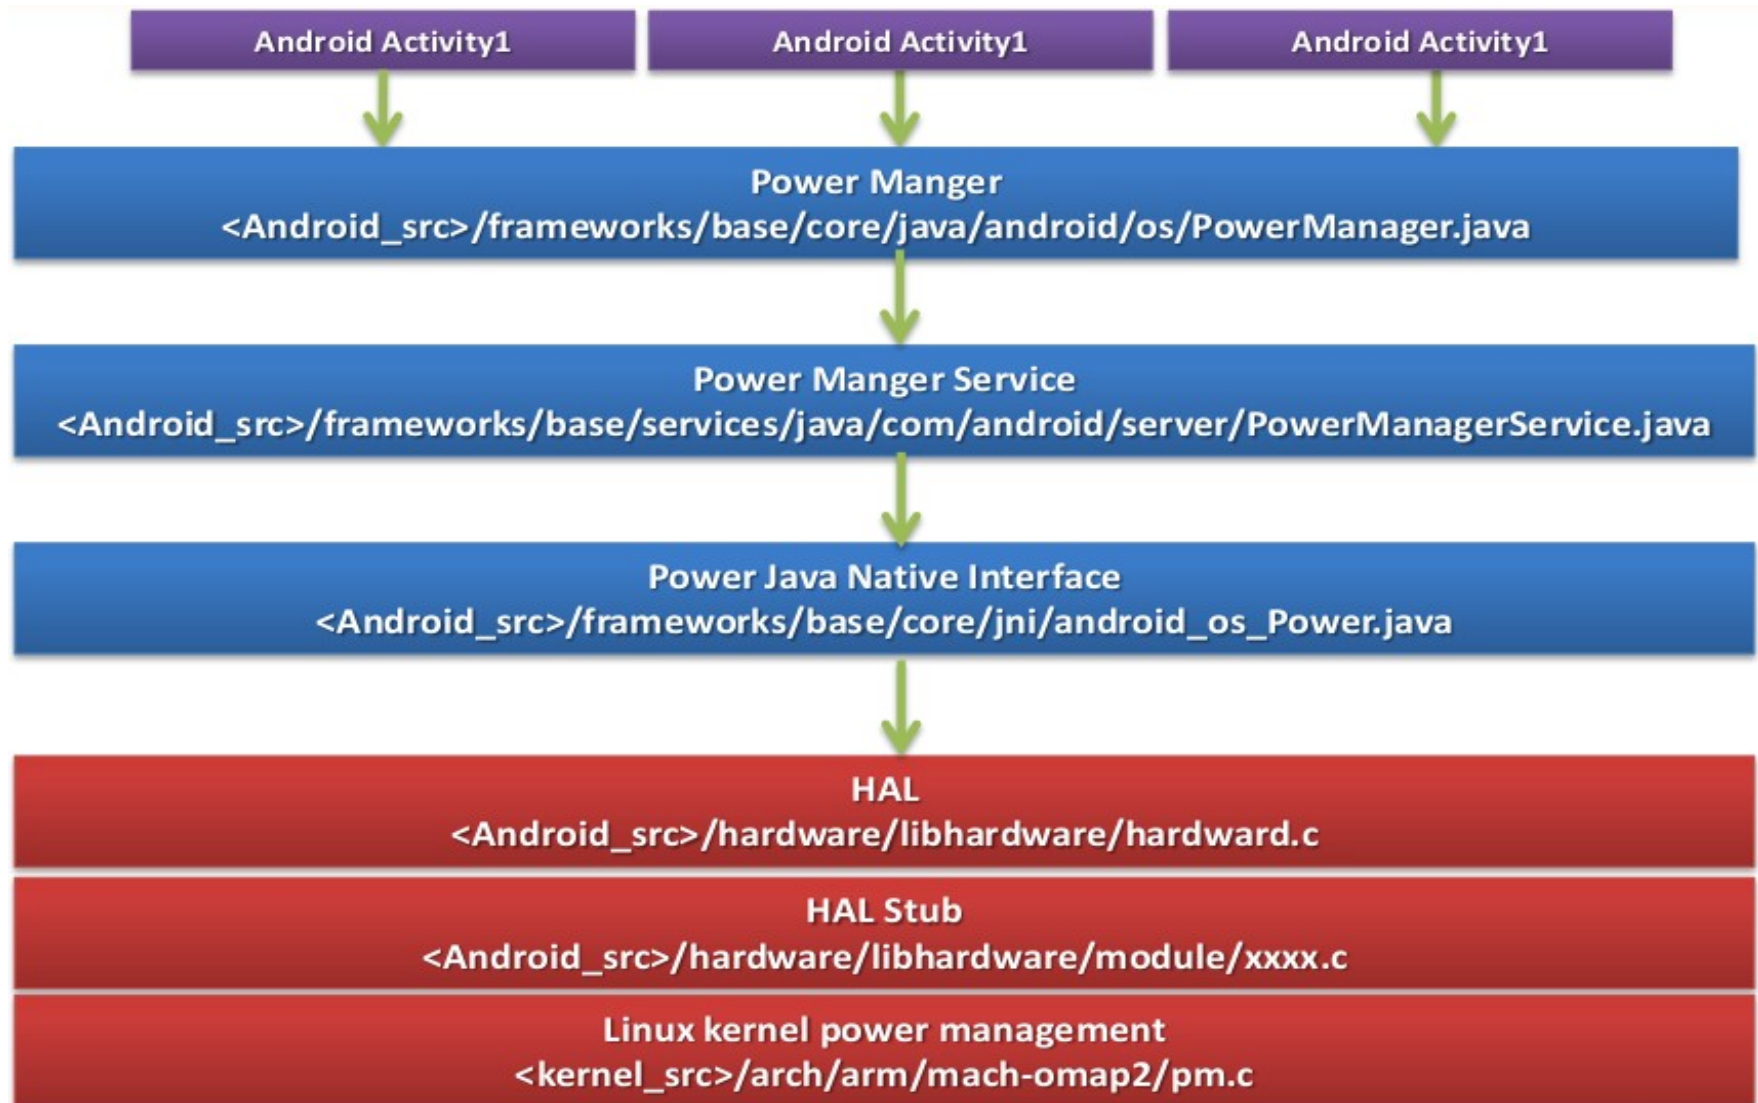 Android Activity1
Android Activity1
Android Activity1
Power Manger
<Android_src>/frameworks/base/core/java/android/os/PowerManager.java
Power Manger Service
<Android_src>/frameworks/base/services/java/com/android/server/PowerManagerService.java
Power Java Native Interface
<Android_src>/frameworks/base/core/jni/android_os_Power.java
HAL
<Android_src>/hardware/libhardware/hardward.c
HAL Stub
<Android_src>/hardware/libhardware/module/xxxx.c
Linux kernel power management
<kernel_src>/arch/arm/mach-omap2/pm.c